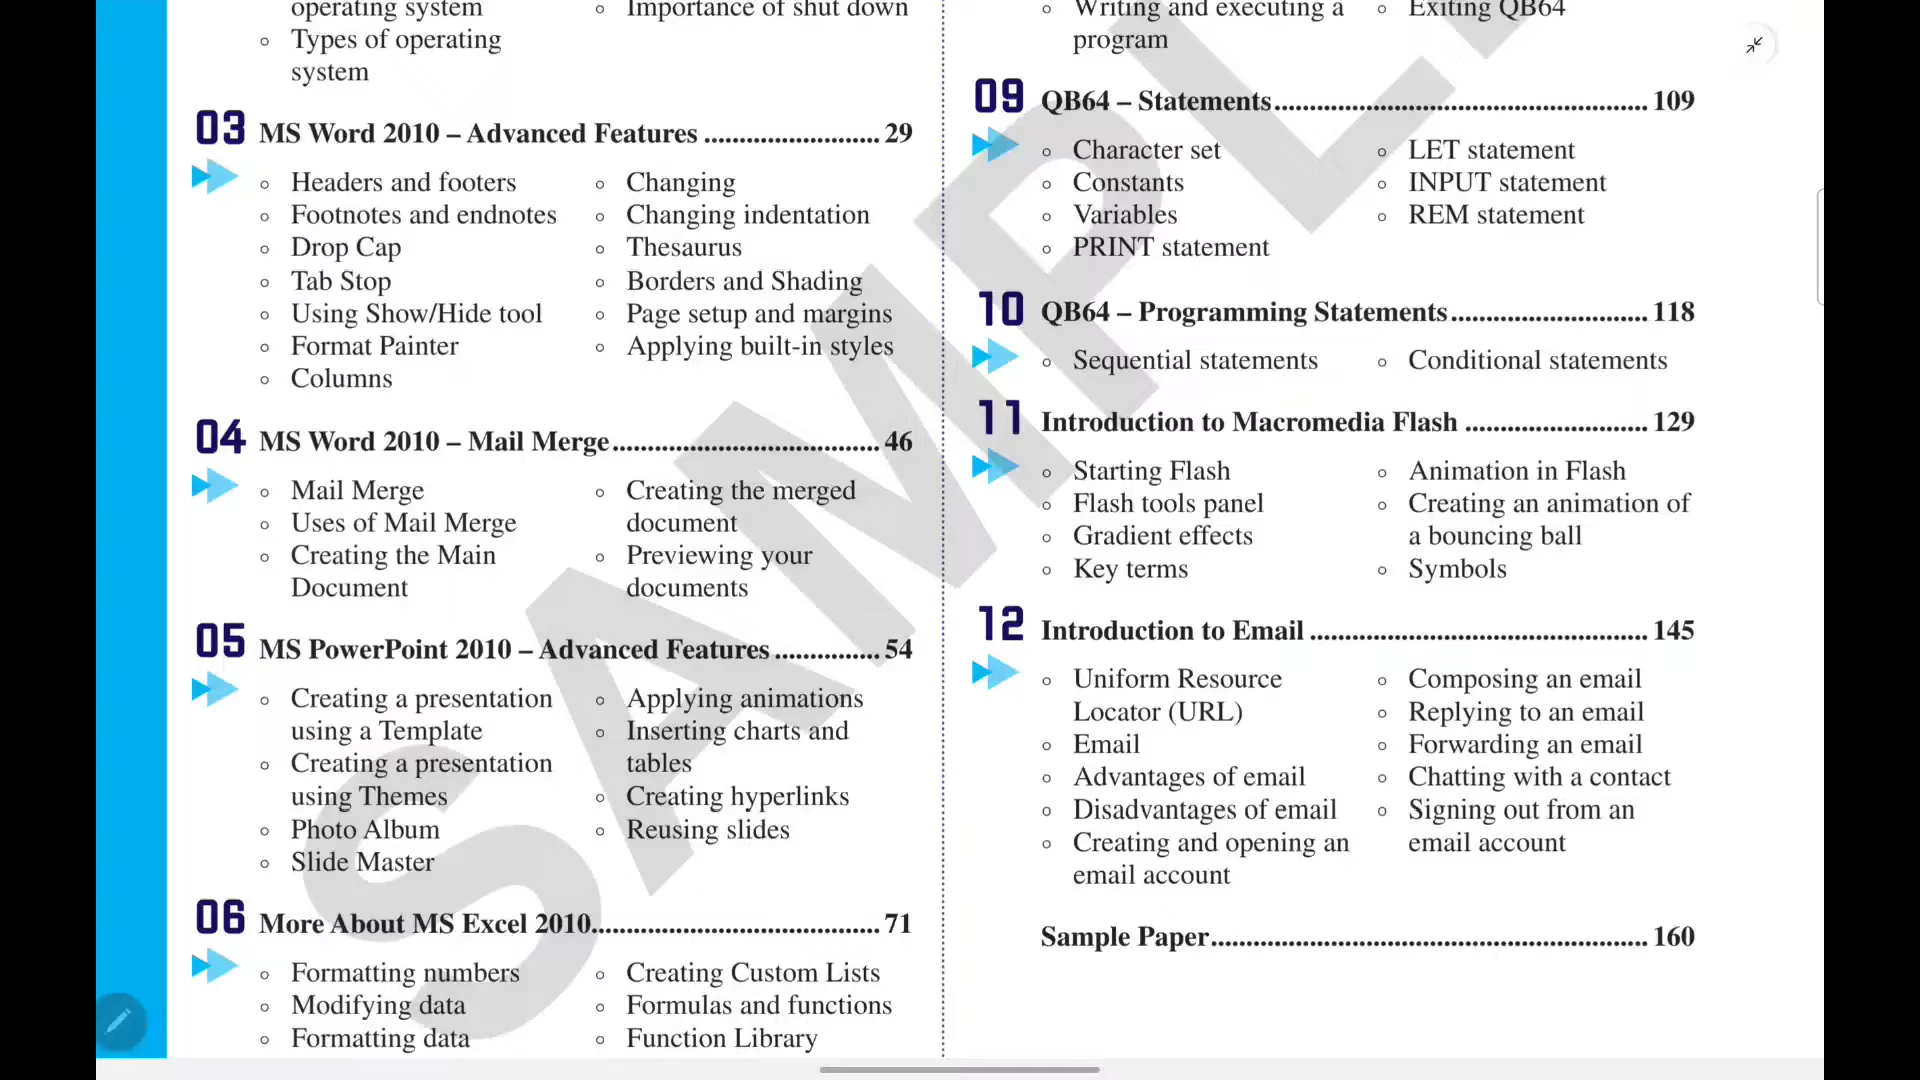 operating system
○ Types of operating
system
○ Importance of shut down
03 MS Word 2010 – Advanced Features ......................... 29
○ Headers and footers
○ Footnotes and endnotes
○ Drop Cap
○ Tab Stop
○ Using Show/Hide tool
○ Format Painter
○ Columns
○ Changing
○ Changing indentation
○ Thesaurus
○ Borders and Shading
○ Page setup and margins
○ Applying built-in styles
04 MS Word 2010 – Mail Merge...................................... 46
○ Mail Merge
○ Uses of Mail Merge
○ Creating the Main
Document
○ Creating the merged
document
○ Previewing your
documents
05 MS PowerPoint 2010 – Advanced Features ............... 54
○ Creating a presentation
using a Template
○ Creating a presentation
using Themes
○ Photo Album
○ Slide Master
○ Applying animations
○ Inserting charts and
tables
○ Creating hyperlinks
○ Reusing slides
06 More About MS Excel 2010......................................... 71
○ Formatting numbers
○ Modifying data
○ Formatting data
○ Creating Custom Lists
○ Formulas and functions
○ Function Library
○ Writing and executing a
program
○ Exiting QB64
09 QB64 – Statements..................................................... 109
○ Character set
○ Constants
○ Variables
○ PRINT statement
○ LET statement
○ INPUT statement
○ REM statement
10 QB64 – Programming Statements............................ 118
○ Sequential statements
○ Conditional statements
11 Introduction to Macromedia Flash .......................... 129
○ Starting Flash
○ Flash tools panel
○ Gradient effects
○ Key terms
○ Animation in Flash
○ Creating an animation of
a bouncing ball
○ Symbols
12 Introduction to Email ................................................ 145
○ Uniform Resource
Locator (URL)
○ Email
○ Advantages of email
○ Disadvantages of email
○ Creating and opening an
email account
○ Composing an email
○ Replying to an email
○ Forwarding an email
○ Chatting with a contact
○ Signing out from an
email account
Sample Paper.............................................................. 160
SAMPLE